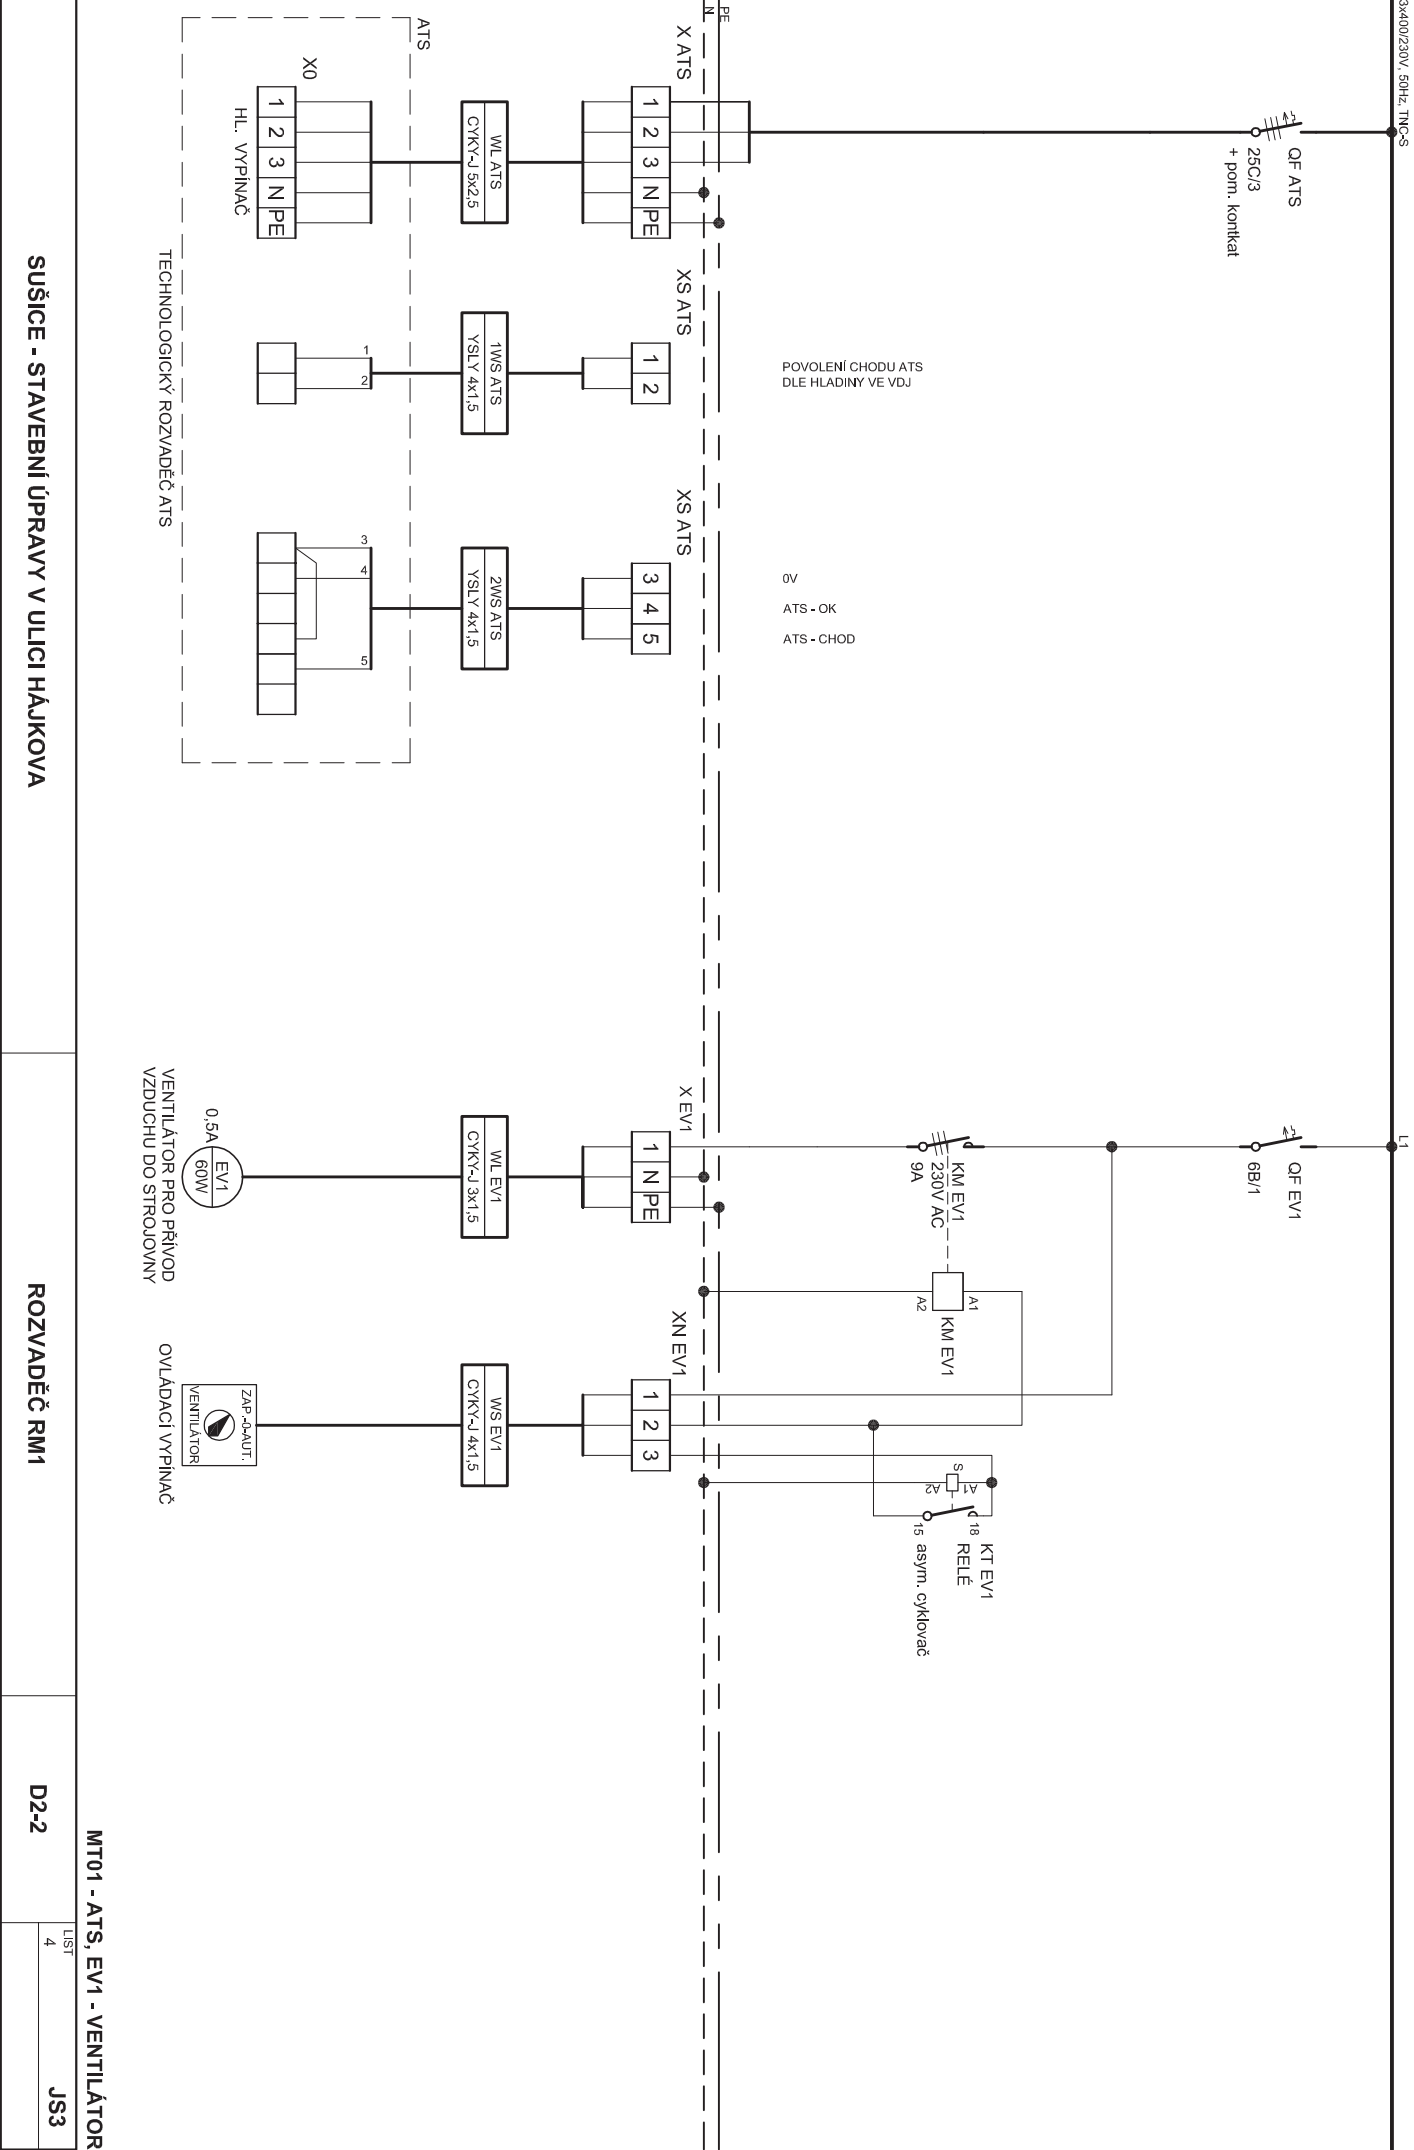 3x400/230V, 50Hz, TNC-S
L1
QF ATS
25C/3
+ pom. kontkat
QF EV1
6B/1
KM EV1
230V AC
9A
A1
A2
KM EV1
S
A1
A2
18
15
KT EV1
RELÉ
asym. cyklovač
POVOLENÍ CHODU ATS
DLE HLADINY VE VDJ
0V
ATS - OK
ATS - CHOD
PE
N
X ATS
1 2 3 N PE
XS ATS
1 2
XS ATS
3 4 5
X EV1
1 N PE
XN EV1
1 2 3
WL ATS
CYKY-J 5x2,5
1WS ATS
YSLY 4x1,5
2WS ATS
YSLY 4x1,5
WL EV1
CYKY-J 3x1,5
WS EV1
CYKY-J 4x1,5
ATS
X0
1 2 3 N PE
HL. VYPÍNAČ
1
2
3
4
5
TECHNOLOGICKÝ ROZVADĚČ ATS
0,5A
EV1
60W
VENTILÁTOR PRO PŘÍVOD
VZDUCHU DO STROJOVNY
ZAP.-0-AUT.
VENTILÁTOR
OVLÁDACÍ VYPÍNAČ
MT01 - ATS, EV1 - VENTILÁTOR
SUŠICE - STAVEBNÍ ÚPRAVY V ULICI HÁJKOVA
ROZVADĚČ RM1
D2-2
LIST
4
JS3